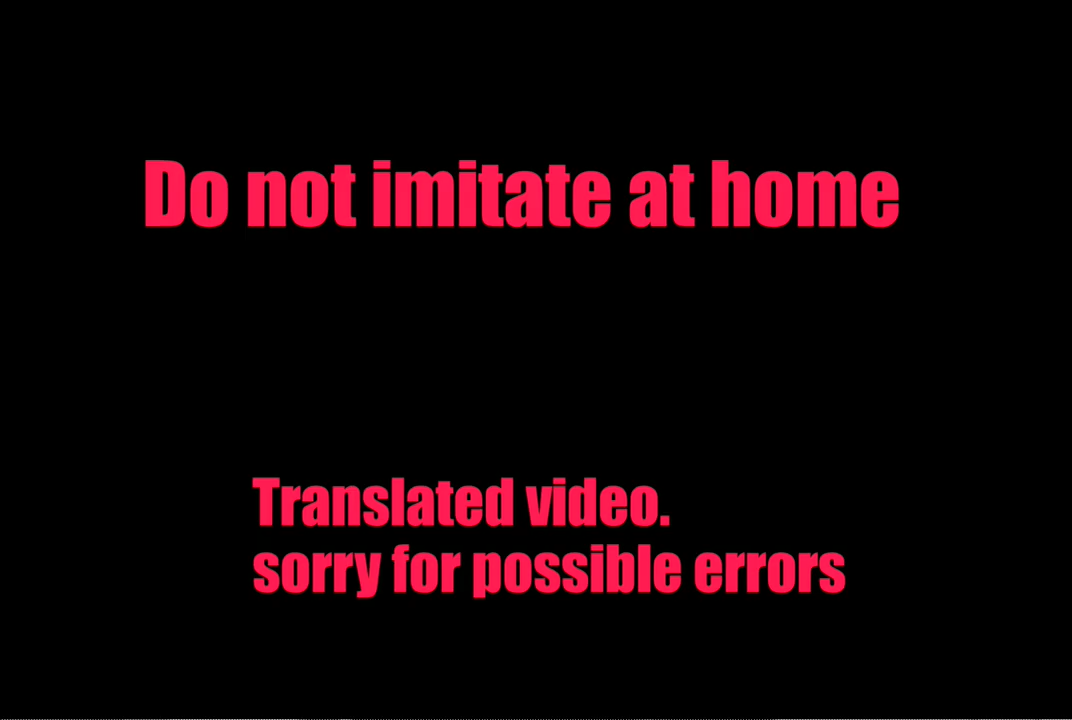 Do not imitate at home
Translated video.
sorry for possible errors